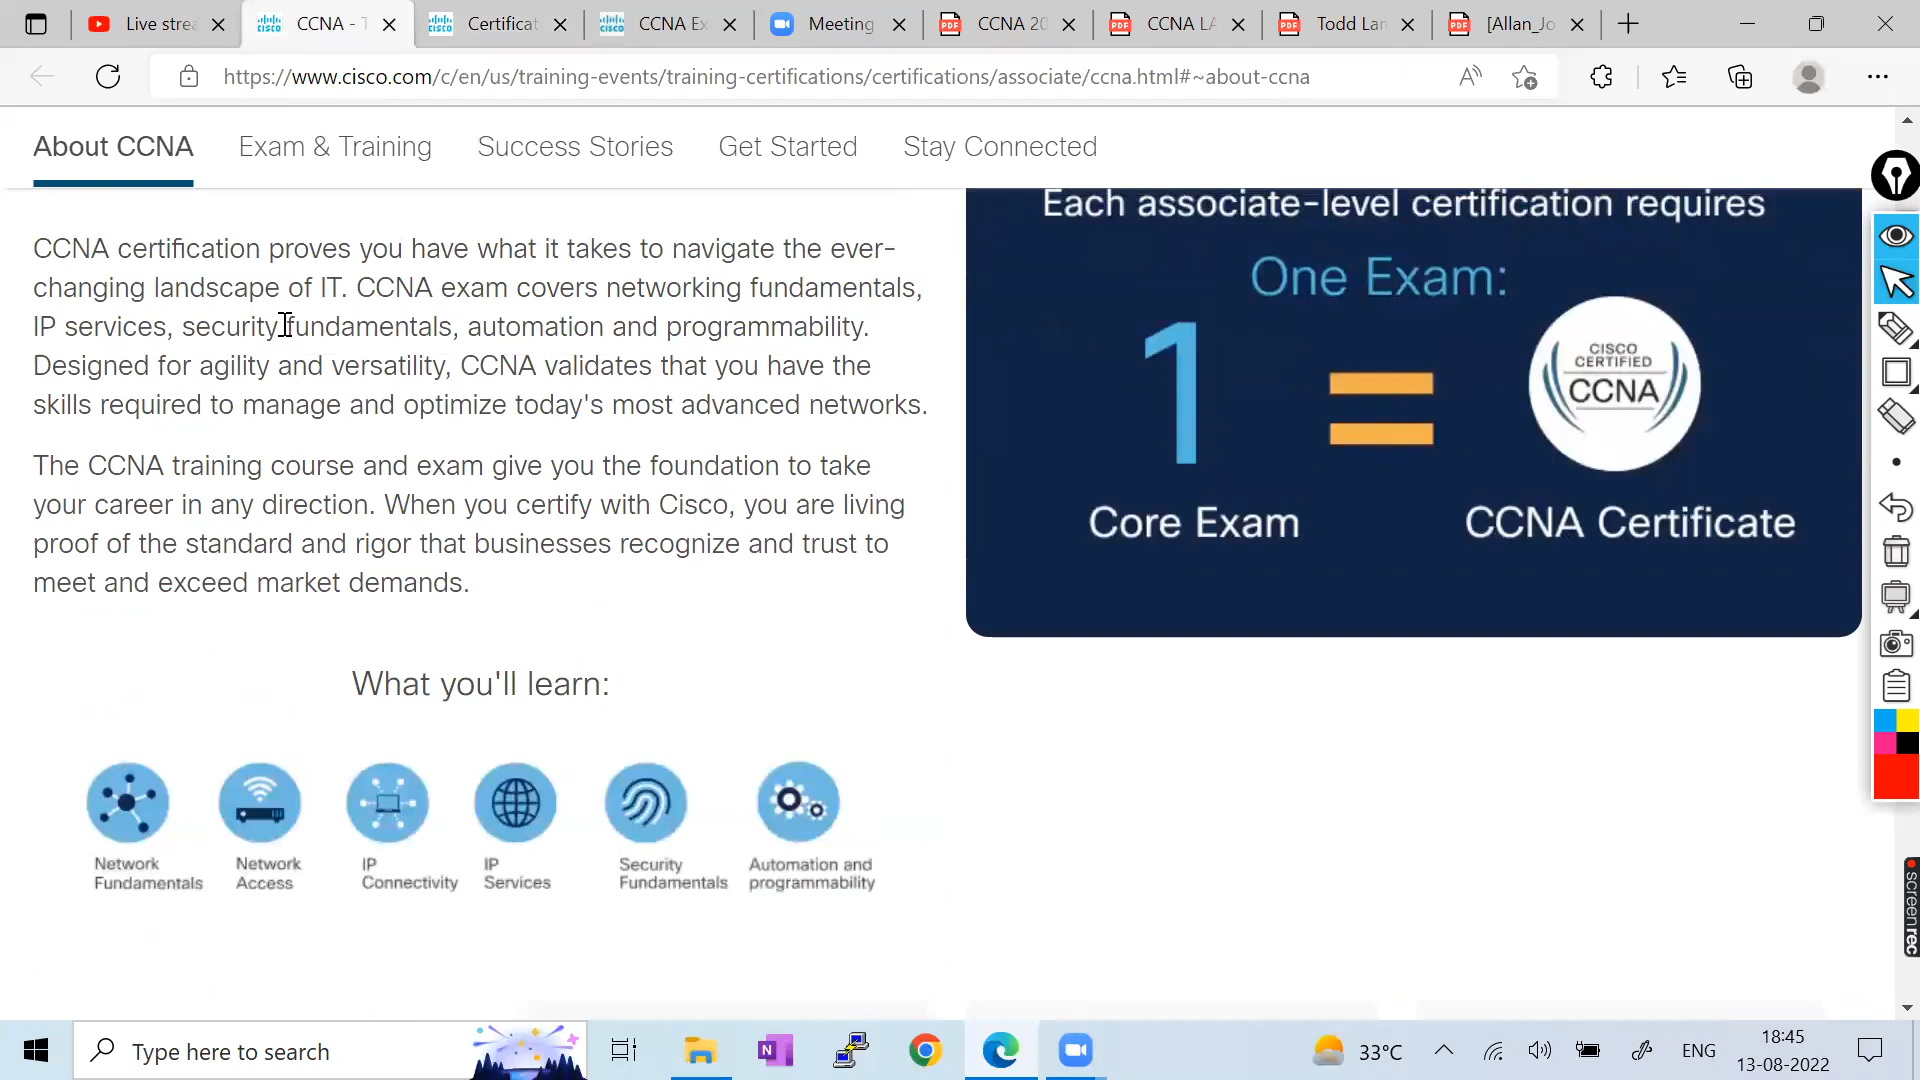 Live strea
CCNA - T
Certificat
CCNA Ex
Meeting
CCNA 20
CCNA LA
Todd Lan
[Allan_Jo
https://www.cisco.com/c/en/us/training-events/training-certifications/certifications/associate/ccna.html#~about-ccna
About CCNA
Exam & Training
Success Stories
Get Started
Stay Connected
CCNA certification proves you have what it takes to navigate the ever-
changing landscape of IT. CCNA exam covers networking fundamentals,
IP services, security fundamentals, automation and programmability.
Designed for agility and versatility, CCNA validates that you have the
skills required to manage and optimize today's most advanced networks.
The CCNA training course and exam give you the foundation to take
your career in any direction. When you certify with Cisco, you are living
proof of the standard and rigor that businesses recognize and trust to
meet and exceed market demands.
Each associate-level certification requires
One Exam:
1
=
CISCO
CERTIFIED
CCNA
Core Exam
CCNA Certificate
What you'll learn:
Network
Fundamentals
Network
Access
IP
Connectivity
IP
Services
Security
Fundamentals
Automation and
programmability
screenrec
Type here to search
33°C
ENG
18:45
13-08-2022